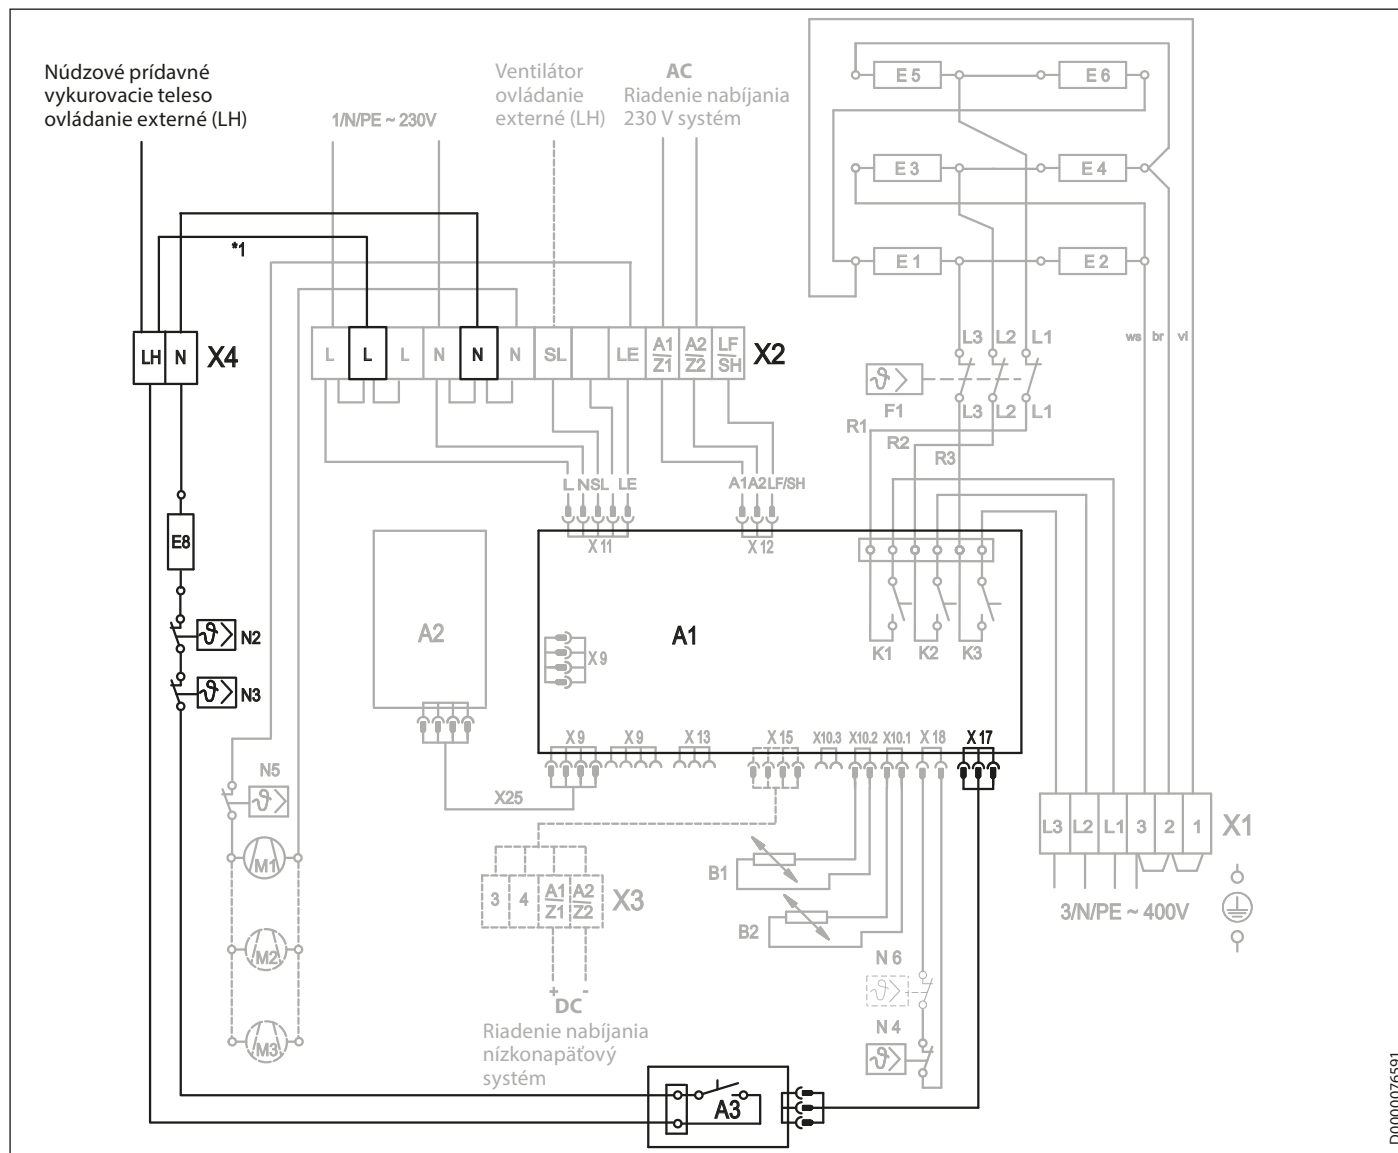 Núdzové prídavné
vykurovacie teleso
ovládanie externé (LH)
1/N/PE ~ 230V
Ventilátor
ovládanie
externé (LH)
AC
Riadenie nabíjania
230 V systém
E 5
E 6
E 3
E 4
E 1
E 2
*1
LH
N
X4
L
L
L
N
N
N
SL
LE
A1
Z1
A2
Z2
LF
SH
X2
L3
L2
L1
ws
br
vl
F1
L3
L2
L1
R1
R2
R3
L
N
SL
LE
A1
A2
LF/SH
X 11
X 12
E8
A2
A1
X 9
K1
K2
K3
N2
N3
X 9
X 9
X 13
X 15
X10.3
X10.2
X10.1
X 18
X 17
N5
X25
M1
M2
M3
3
4
A1
Z1
A2
Z2
X3
B1
B2
L3
L2
L1
3
2
1
X1
3/N/PE ~ 400V
N 6
N 4
+
-
DC
Riadenie nabíjania
nízkonapäťový
systém
A3
D0000076591